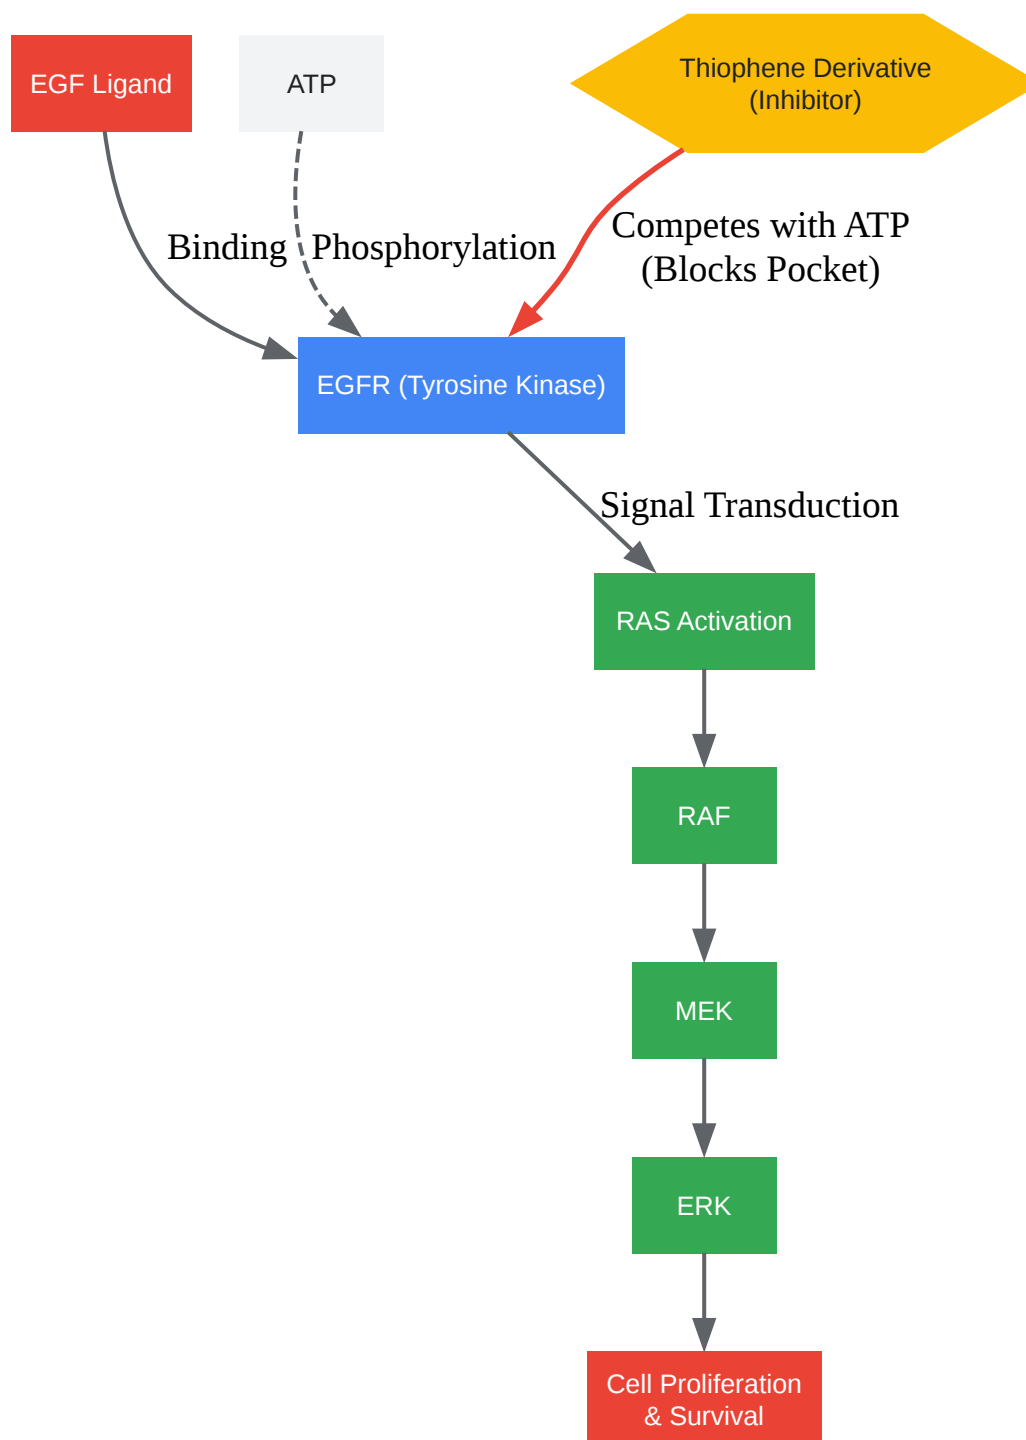 EGF Ligand
ATP
Thiophene Derivative
(Inhibitor)
Binding
Phosphorylation
Competes with ATP
(Blocks Pocket)
EGFR (Tyrosine Kinase)
Signal Transduction
RAS Activation
RAF
MEK
ERK
Cell Proliferation
& Survival